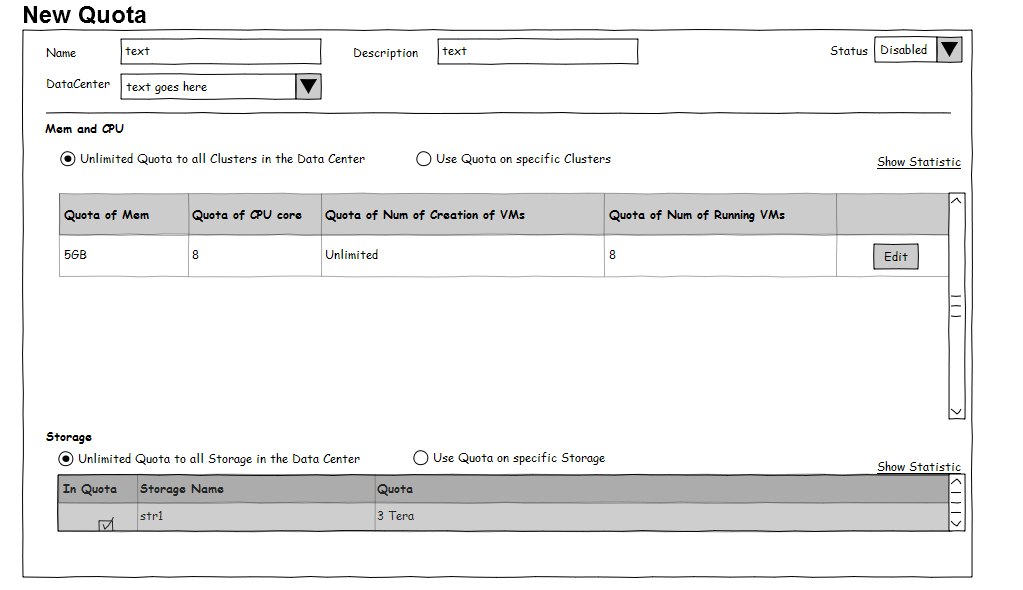 New Quota
Name text Description text Status Disabled
DataCenter text goes here
Mem and CPU
Unlimited Quota to all Clusters in the Data Center Use Quota on specific Clusters
Show Statistic
Quota of Mem Quota of CPU core Quota of Num of Creation of VMs Quota of Num of Running VMs
5GB 8 Unlimited 8 Edit
Storage
Unlimited Quota to all Storage in the Data Center Use Quota on specific Storage
Show Statistic
In Quota Storage Name Quota
str1 3 Tera